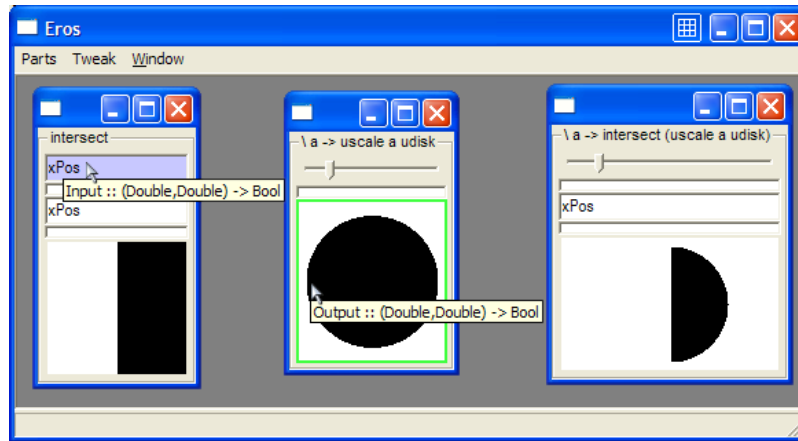 Eros
Parts Tweak Window
intersect
xPos
Input :: (Double,Double) -> Bool
xPos
\ a -> uscale a udisk
Output :: (Double,Double) -> Bool
\ a -> intersect (uscale a udisk)
xPos